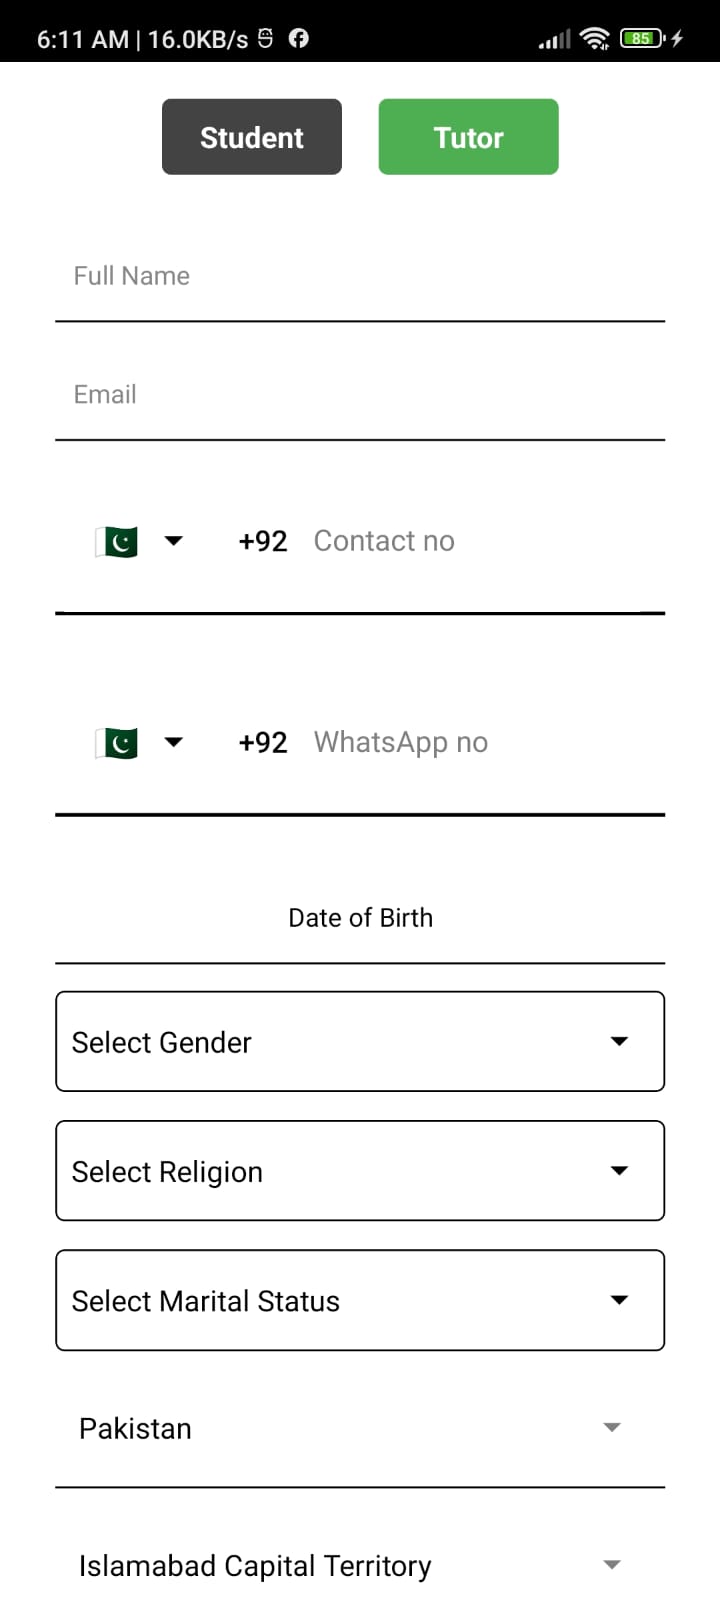 6:11 AM | 16.0KB/s
85
Student
Tutor
Full Name
Email
+92 Contact no
+92 WhatsApp no
Date of Birth
Select Gender
Select Religion
Select Marital Status
Pakistan
Islamabad Capital Territory